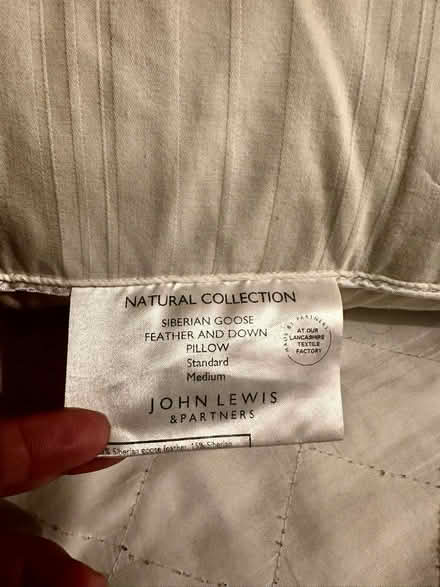 NATURAL COLLECTION
SIBERIAN GOOSE
FEATHER AND DOWN
PILLOW
Standard
Medium
JOHN LEWIS
& PARTNERS
MADE BY PARTNERS
AT OUR
LANCASHIRE
TEXTILE
FACTORY
% Siberian goose feather, 15% Siberian